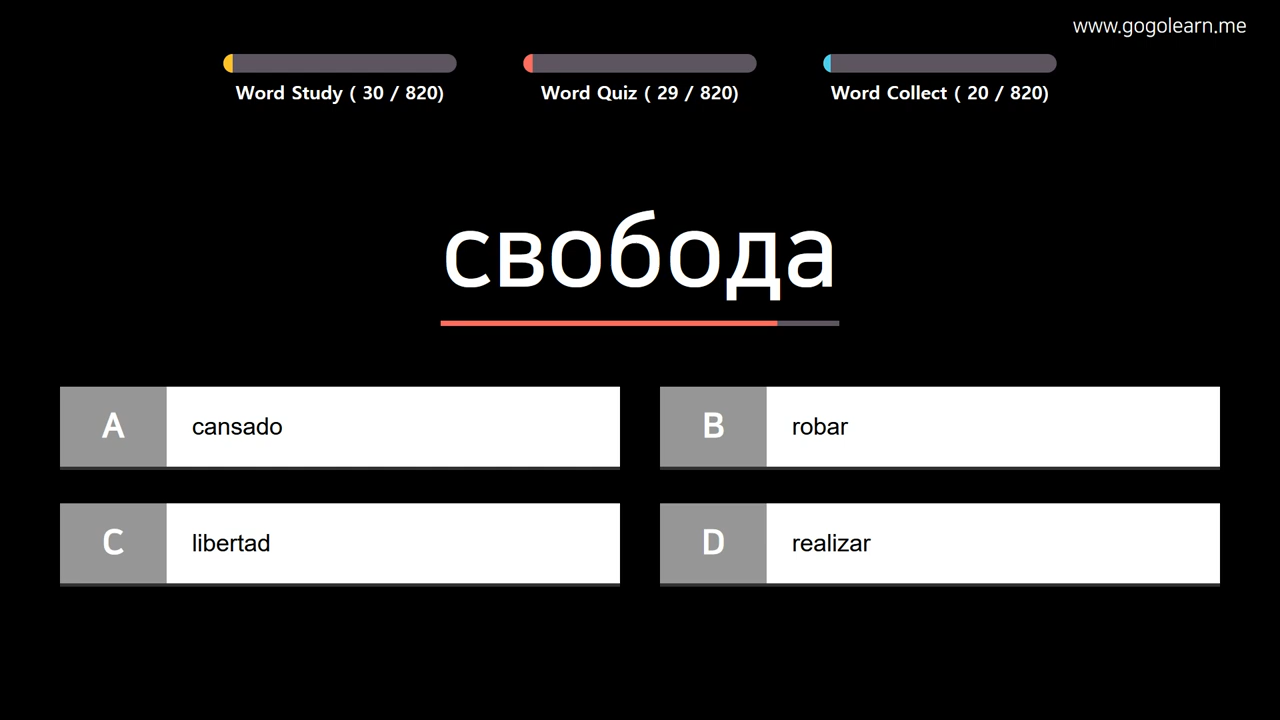 www.gogolearn.me
Word Study ( 30 / 820)
Word Quiz ( 29 / 820)
Word Collect ( 20 / 820)
свобода
A cansado
B robar
C libertad
D realizar